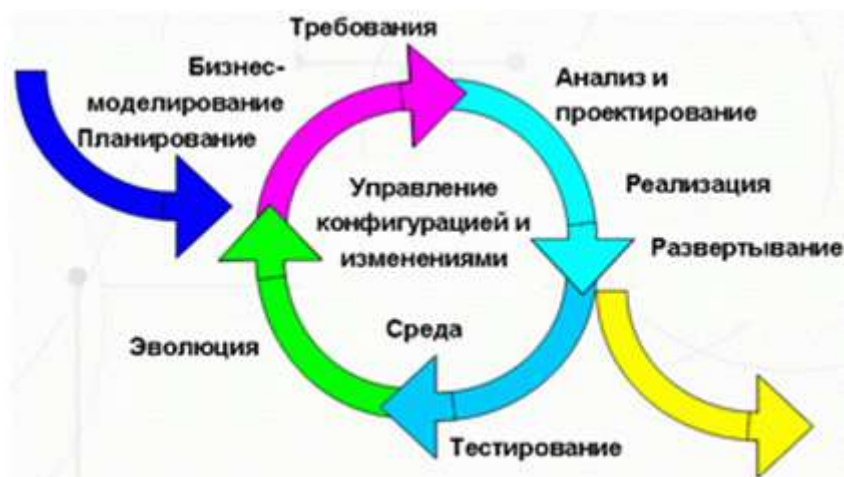 Требования
Бизнес-
моделирование
Планирование
Анализ и
проектирование
Управление
конфигурацией и
изменениями
Реализация
Развертывание
Среда
Эволюция
Тестирование